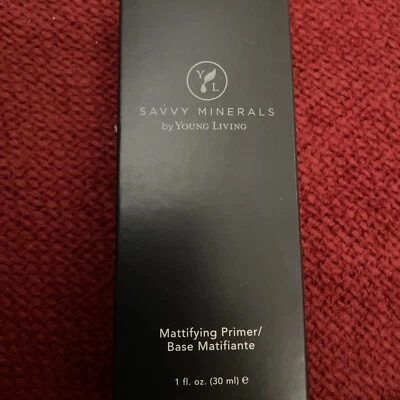 Y L
SAVVY MINERALS
by YOUNG LIVING
Mattifying Primer/
Base Matifiante
1 fl. oz. (30 ml) ℮